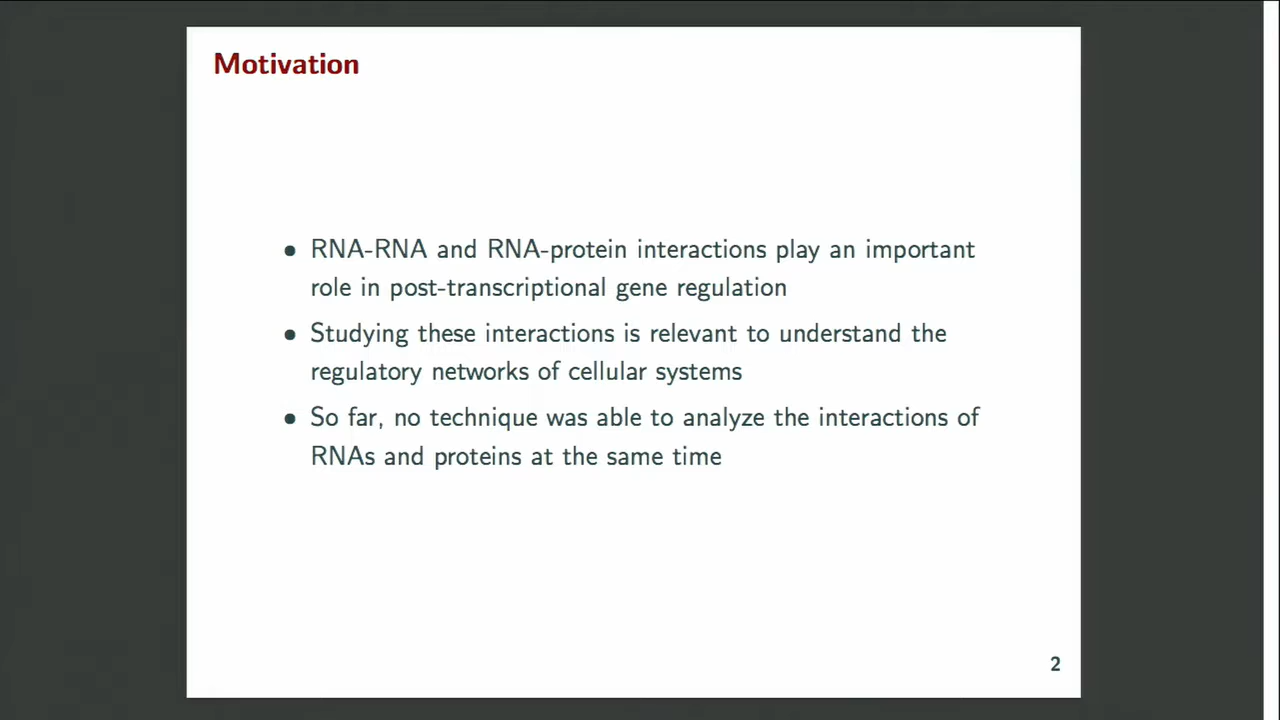 Motivation
• RNA-RNA and RNA-protein interactions play an important
role in post-transcriptional gene regulation
• Studying these interactions is relevant to understand the
regulatory networks of cellular systems
• So far, no technique was able to analyze the interactions of
RNAs and proteins at the same time
2